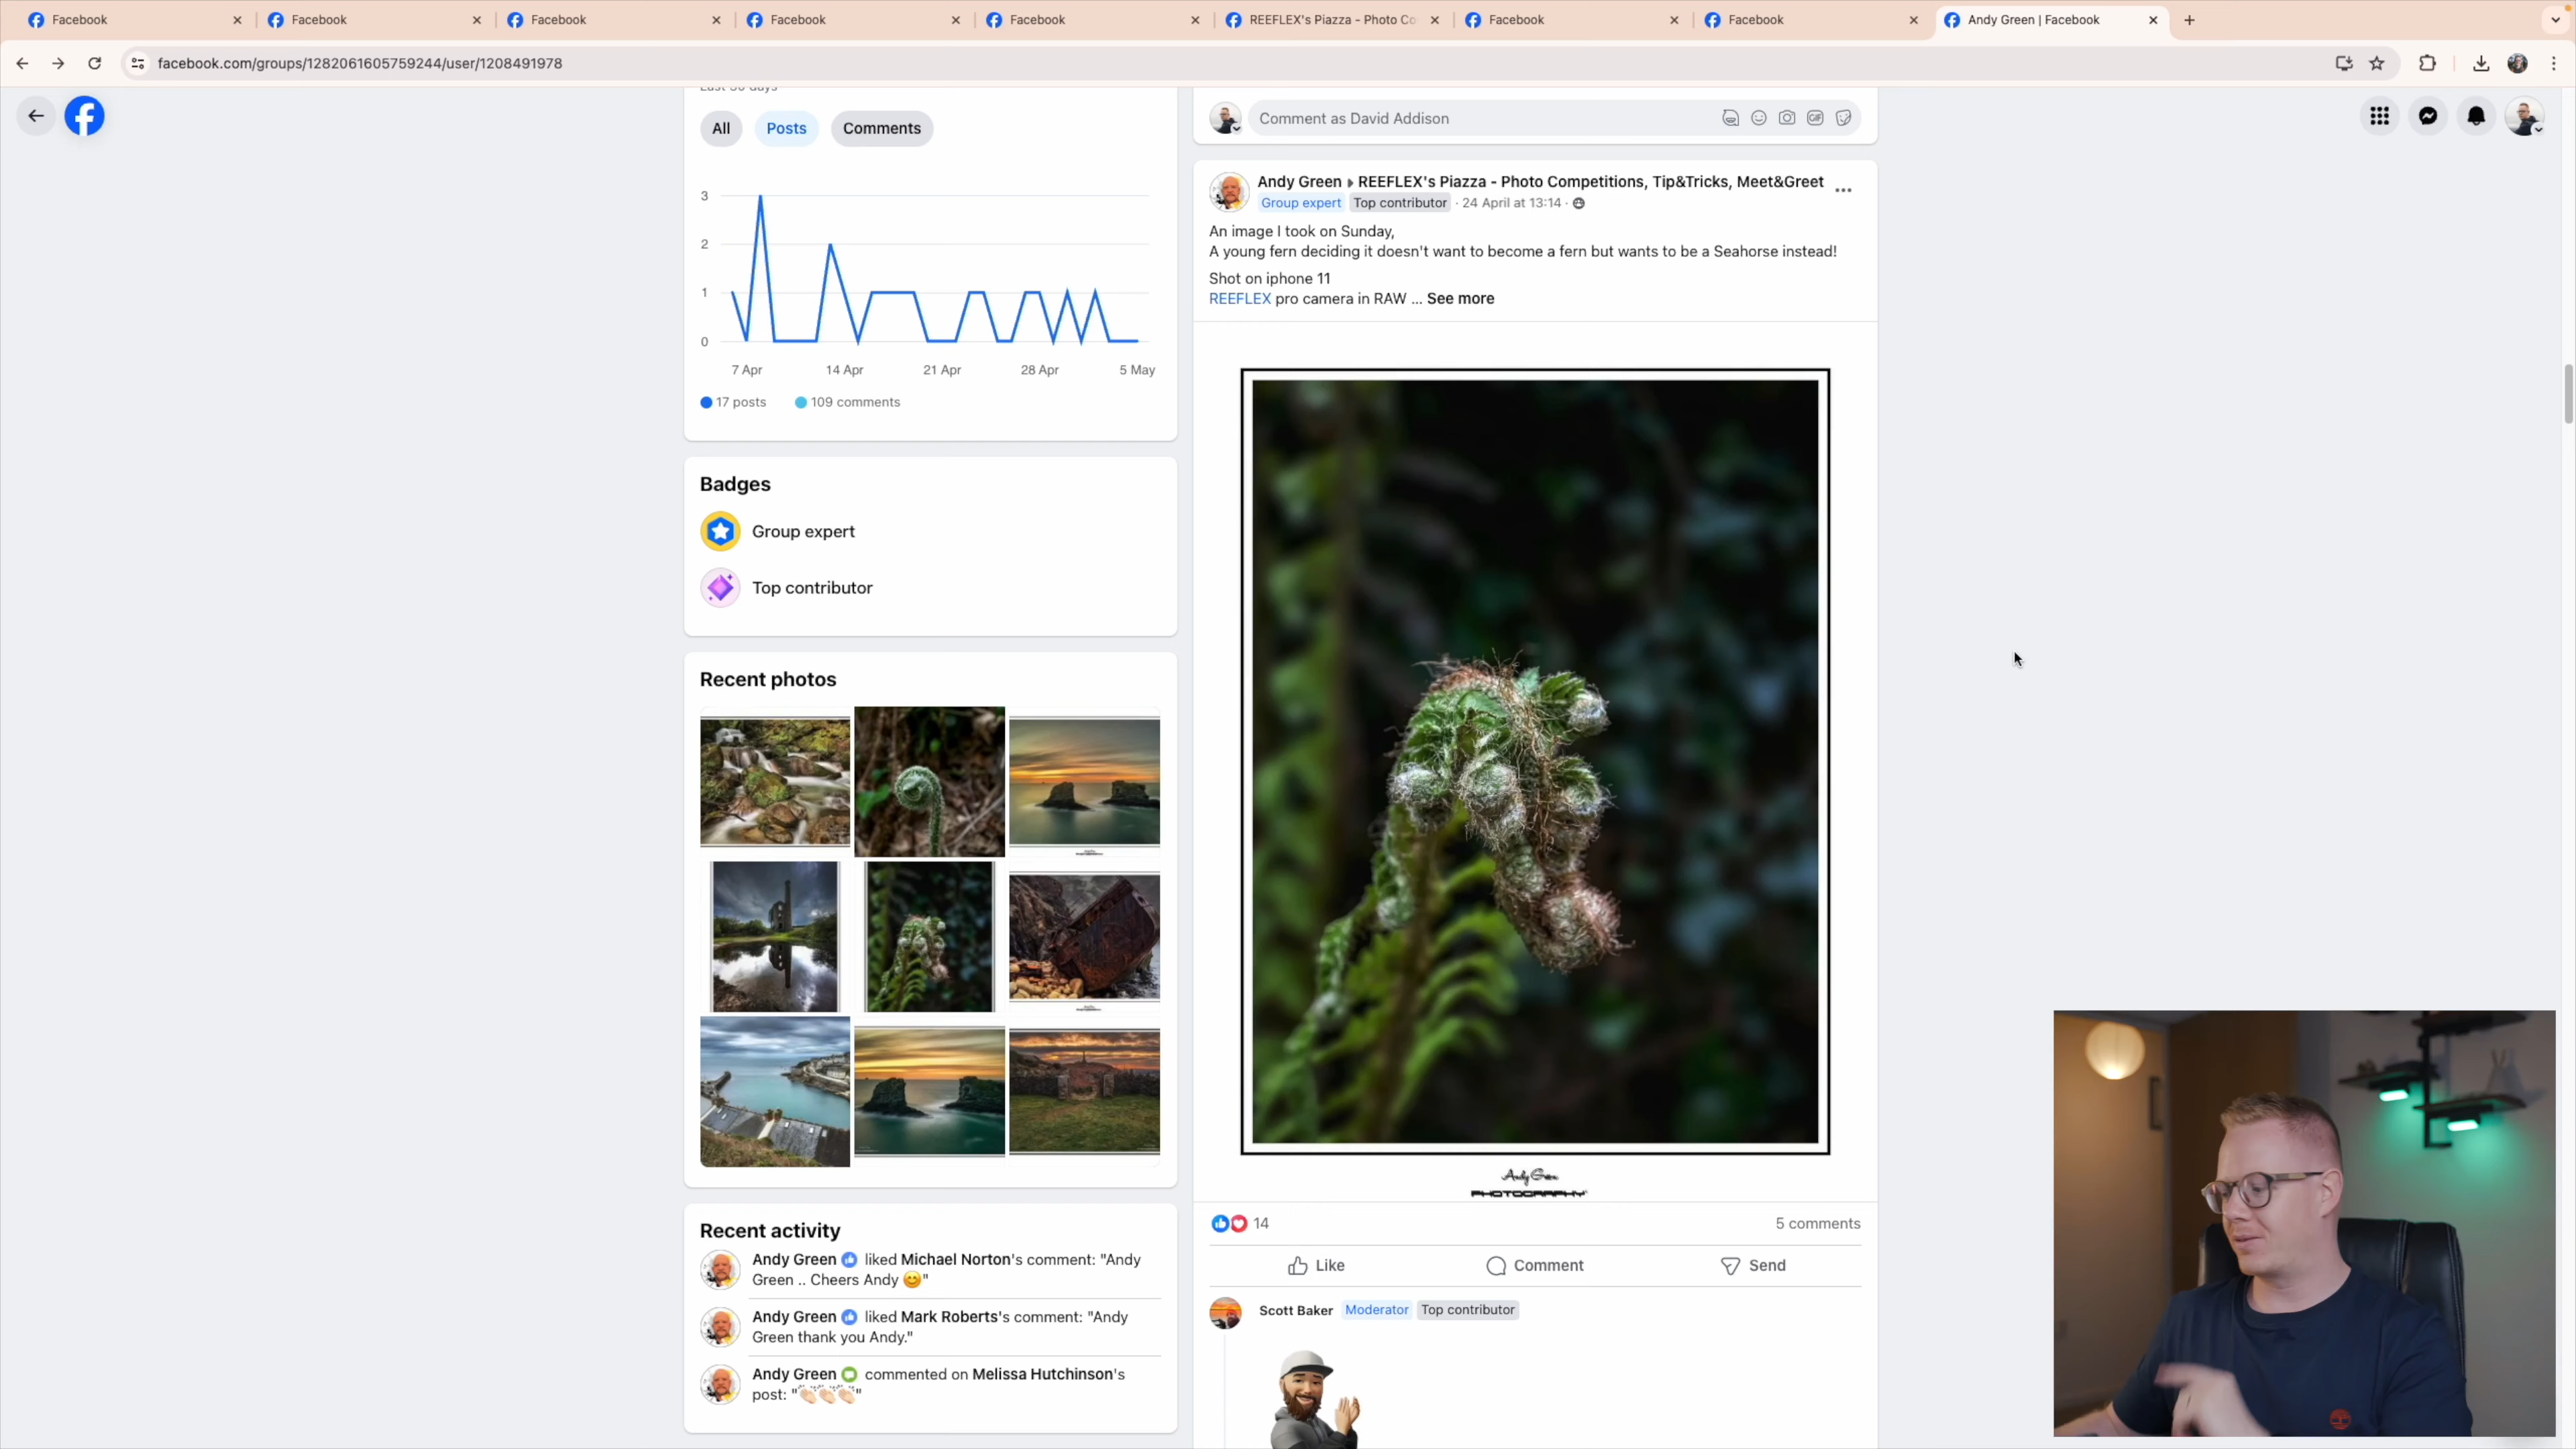 Facebook
Facebook
Facebook
Facebook
Facebook
REEFLEX's Piazza - Photo Co
Facebook
Facebook
Andy Green | Facebook
facebook.com/groups/1282061605759244/user/1208491978
Last 30 days
All
Posts
Comments
3
2
1
0
7 Apr
14 Apr
21 Apr
28 Apr
5 May
17 posts
109 comments
Badges
Group expert
Top contributor
Recent photos
Recent activity
Andy Green liked Michael Norton's comment: "Andy
Green .. Cheers Andy 😊"
Andy Green liked Mark Roberts's comment: "Andy
Green thank you Andy."
Andy Green commented on Melissa Hutchinson's
post: "👏🏻👏🏻👏🏻"
Comment as David Addison
GIF
Andy Green ▸ REEFLEX's Piazza - Photo Competitions, Tip&Tricks, Meet&Greet
Group expert Top contributor · 24 April at 13:14 ·
An image I took on Sunday,
A young fern deciding it doesn't want to become a fern but wants to be a Seahorse instead!
Shot on iphone 11
REEFLEX pro camera in RAW ... See more
Andy Green
PHOTOGRAPHY
14
5 comments
Like
Comment
Send
Scott Baker Moderator Top contributor